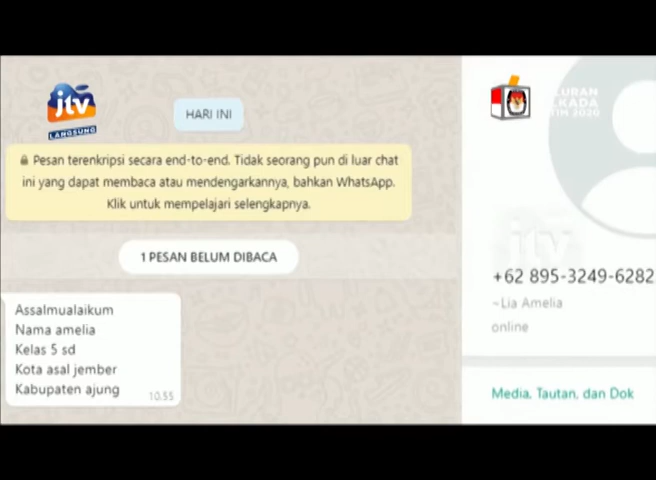 jtv
LANGSUNG
HARI INI
Pesan terenkripsi secara end-to-end. Tidak seorang pun di luar chat
ini yang dapat membaca atau mendengarkannya, bahkan WhatsApp.
Klik untuk mempelajari selengkapnya.
1 PESAN BELUM DIBACA
Assalmualaikum
Nama amelia
Kelas 5 sd
Kota asal jember
Kabupaten ajung
10.55
2020
jtv
+62 895-3249-6282
~Lia Amelia
online
Media, Tautan, dan Dok